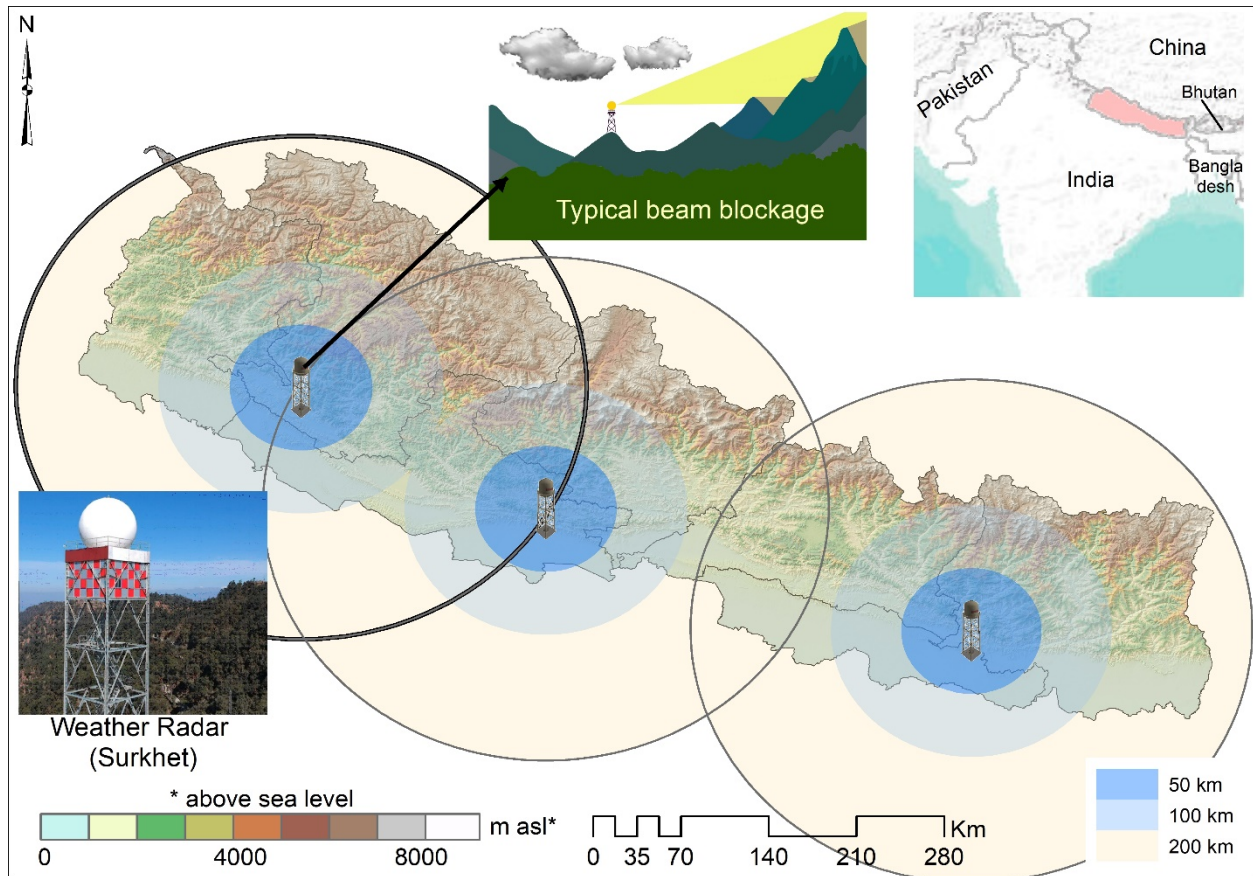 N
Typical beam blockage
China
Pakistan
Bhutan
India
Bangla
desh
Weather Radar
(Surkhet)
* above sea level
m asl*
0 4000 8000
Km
0 35 70 140 210 280
50 km
100 km
200 km